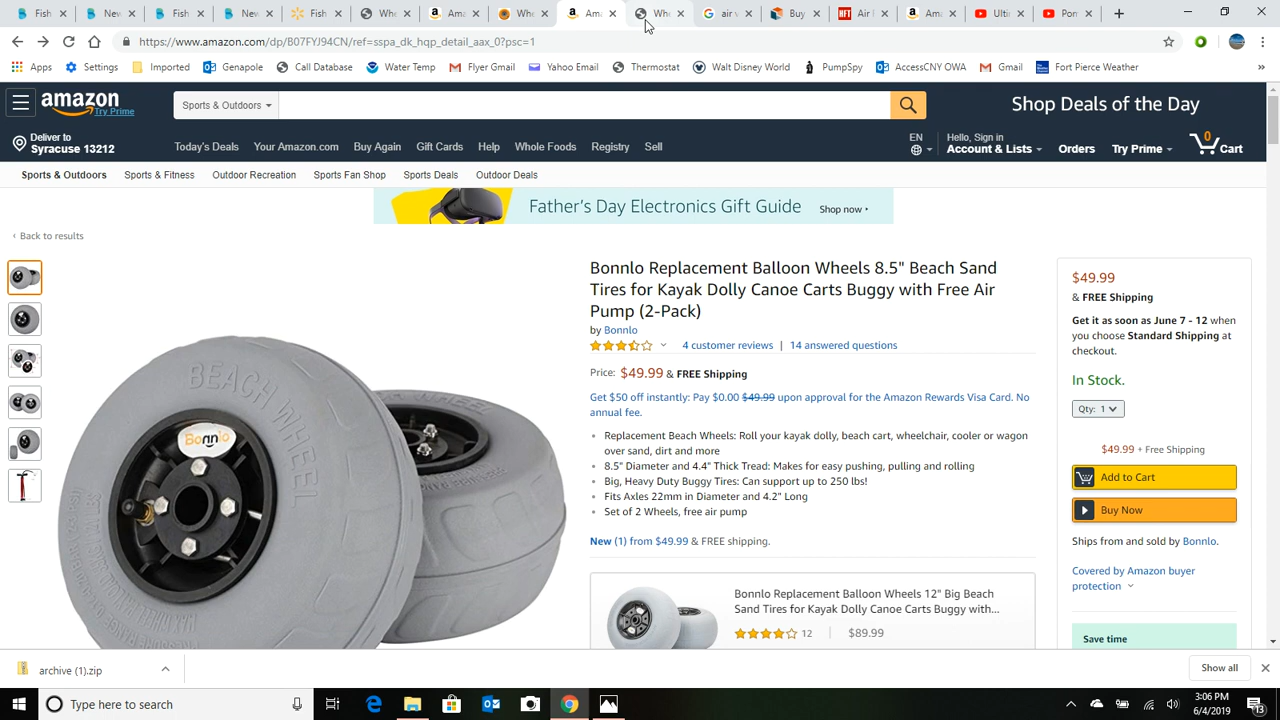 Fish
New
Fish
New
Fish
Whe
Ama
Whe
Ama
Whe
air v
Buy
HFT
Air
Ama
Ulti
Pon
https://www.amazon.com/dp/B07FYJ94CN/ref=sspa_dk_hqp_detail_aax_0?psc=1
Apps Settings Imported Genapole Call Database Water Temp Flyer Gmail Yahoo Email Thermostat Walt Disney World PumpSpy AccessCNY OWA Gmail Fort Pierce Weather »
amazon
Try Prime
Sports & Outdoors
Shop Deals of the Day
Deliver to
Syracuse 13212
Today's Deals Your Amazon.com Buy Again Gift Cards Help Whole Foods Registry Sell
EN
Hello, Sign in
Account & Lists
Orders
Try Prime
0
Cart
Sports & Outdoors Sports & Fitness Outdoor Recreation Sports Fan Shop Sports Deals Outdoor Deals
Father's Day Electronics Gift Guide Shop now
‹ Back to results
BEACH WHEEL
Bonnlo
Bonnlo Replacement Balloon Wheels 8.5" Beach Sand
Tires for Kayak Dolly Canoe Carts Buggy with Free Air
Pump (2-Pack)
by Bonnlo
4 customer reviews | 14 answered questions
Price: $49.99 & FREE Shipping
Get $50 off instantly: Pay $0.00 $49.99 upon approval for the Amazon Rewards Visa Card. No
annual fee.
• Replacement Beach Wheels: Roll your kayak dolly, beach cart, wheelchair, cooler or wagon
over sand, dirt and more
• 8.5" Diameter and 4.4" Thick Tread: Makes for easy pushing, pulling and rolling
• Big, Heavy Duty Buggy Tires: Can support up to 250 lbs!
• Fits Axles 22mm in Diameter and 4.2" Long
• Set of 2 Wheels, free air pump
New (1) from $49.99 & FREE shipping.
Bonnlo Replacement Balloon Wheels 12" Big Beach
Sand Tires for Kayak Dolly Canoe Carts Buggy with...
12 | $89.99
$49.99
& FREE Shipping
Get it as soon as June 7 - 12 when
you choose Standard Shipping at
checkout.
In Stock.
Qty: 1
$49.99 + Free Shipping
Add to Cart
Buy Now
Ships from and sold by Bonnlo.
Covered by Amazon buyer
protection
Save time
archive (1).zip
Show all
Type here to search
3:06 PM
6/4/2019
13